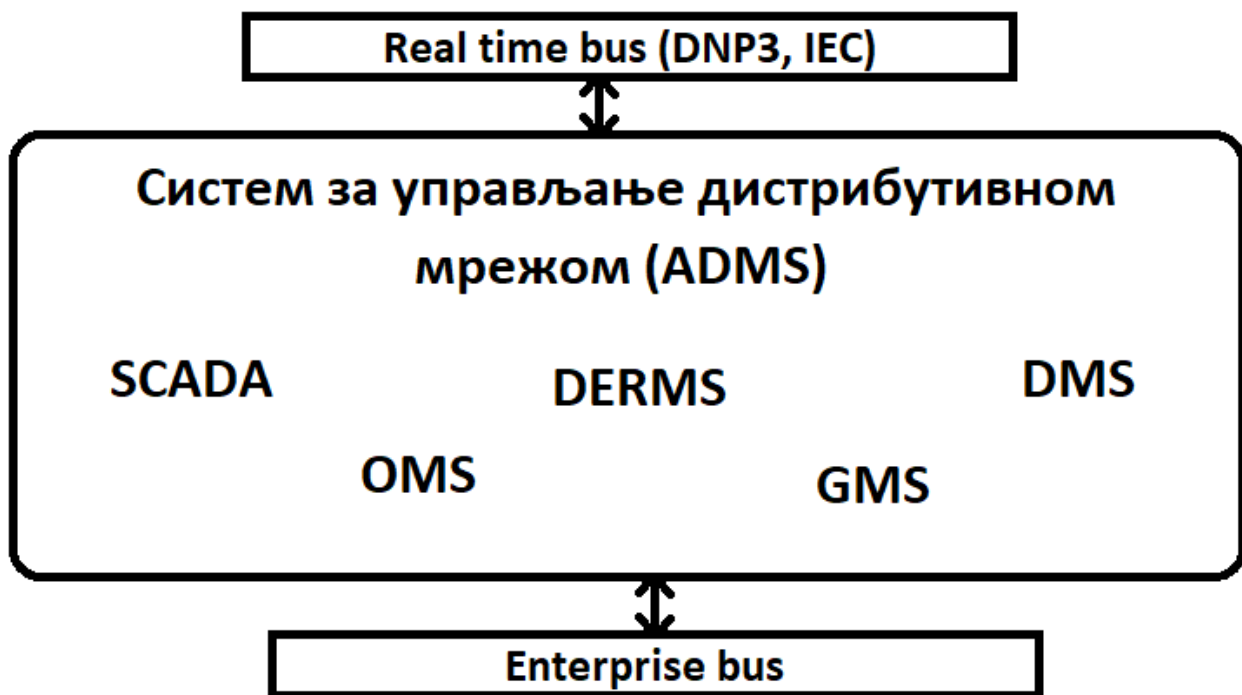 Real time bus (DNP3, IEC)
Систем за управљање дистрибутивном
мрежом (ADMS)
SCADA
DERMS
DMS
OMS
GMS
Enterprise bus